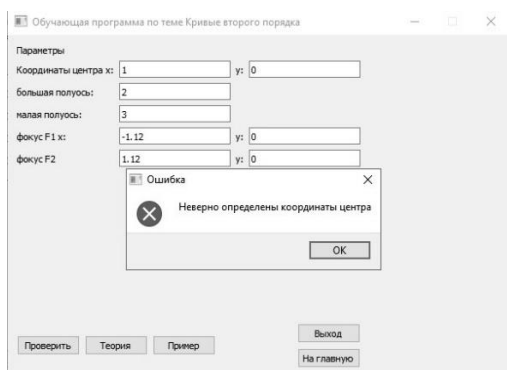 Обучающая программа по теме Кривые второго порядка
Параметры
Координаты центра x: 1 y: 0
большая полуось: 2
малая полуось: 3
фокус F1 x: -1.12 y: 0
фокус F2 1.12 y: 0
Ошибка
Неверно определены координаты центра
OK
Выход
Проверить Теория Пример
На главную